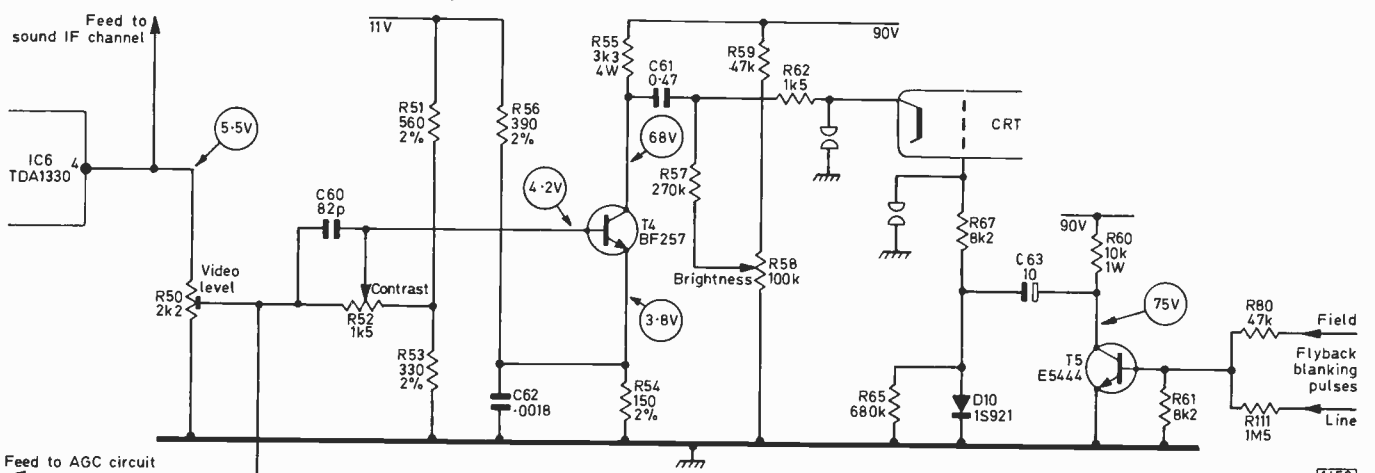 Feed to
sound IF channel
11V
90V
R55
3k3
4W
C61
0·47
R59
47k
R62
1k5
CRT
5·5V
IC6
TDA1330
4
R51
560
2%
R56
390
2%
68V
R57
270k
4·2V
C60
82p
T4
BF257
R67
8k2
90V
R60
10k
1W
C63
10
Video
level
R50
2k2
Contrast
R52
1k5
Brightness
R58
100k
3·8V
75V
R80
47k
Field
Flyback
blanking
pulses
T5
E5444
R53
330
2%
C62
·0018
R54
150
2%
R65
680k
D10
1S921
R61
8k2
R111
1M5
Line
Feed to AGC circuit